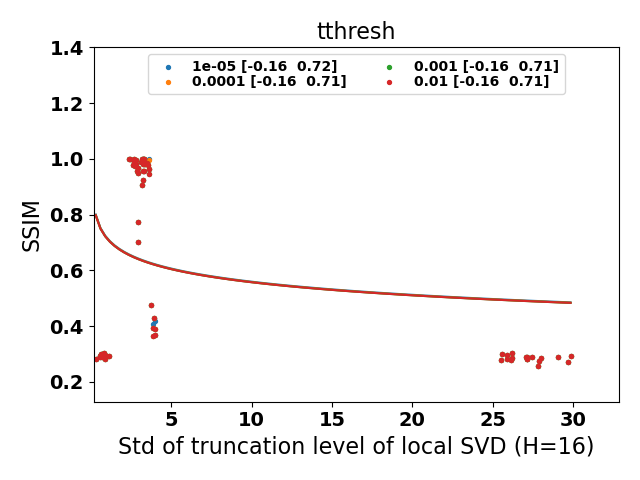 tthresh
1e-05 [-0.16  0.72]
0.0001 [-0.16  0.71]
0.001 [-0.16  0.71]
0.01 [-0.16  0.71]
SSIM
1.4
1.2
1.0
0.8
0.6
0.4
0.2
5 10 15 20 25 30
Std of truncation level of local SVD (H=16)